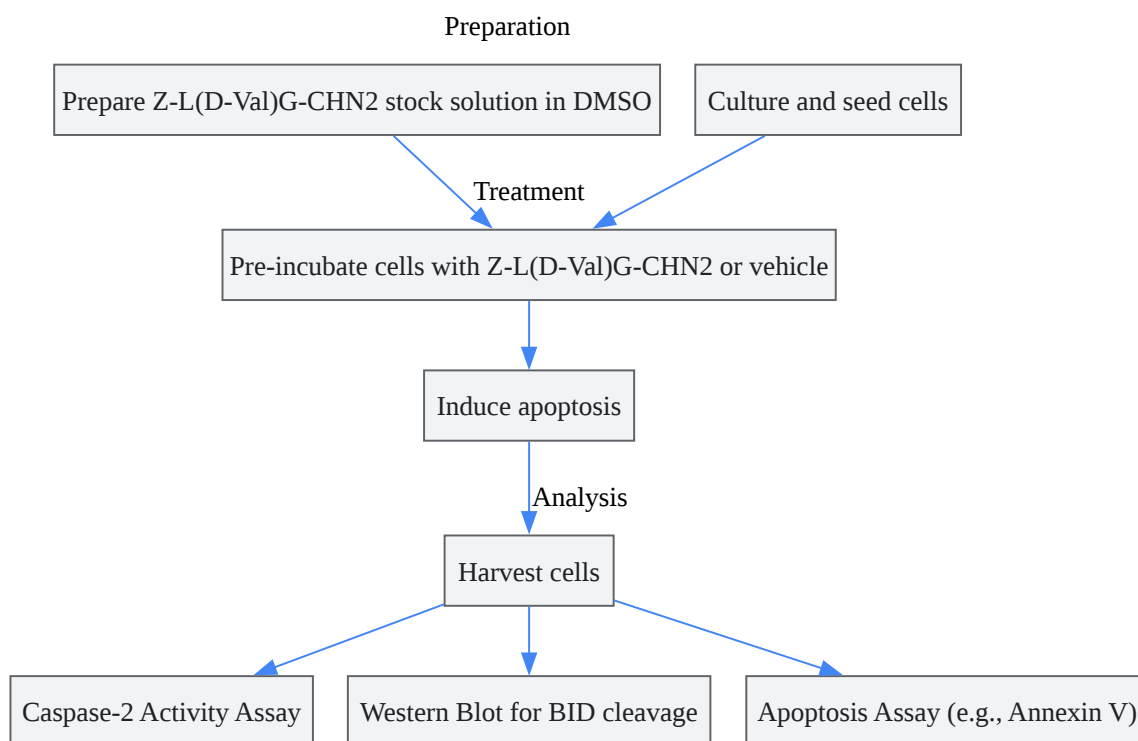 Preparation
Prepare Z-L(D-Val)G-CHN2 stock solution in DMSO
Culture and seed cells
Treatment
Pre-incubate cells with Z-L(D-Val)G-CHN2 or vehicle
Induce apoptosis
Analysis
Harvest cells
Caspase-2 Activity Assay
Western Blot for BID cleavage
Apoptosis Assay (e.g., Annexin V)